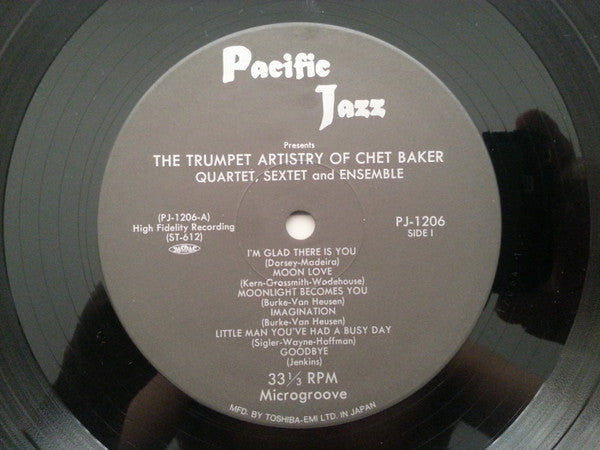 Pacific
Jazz
Presents
THE TRUMPET ARTISTRY OF CHET BAKER
QUARTET, SEXTET and ENSEMBLE
(PJ-1206-A)
High Fidelity Recording
(ST-612)
PJ-1206
SIDE I
I'M GLAD THERE IS YOU
(Dorsey-Madeira)
MOON LOVE
(Kern-Grossmith-Wodehouse)
MOONLIGHT BECOMES YOU
(Burke-Van Heusen)
IMAGINATION
(Burke-Van Heusen)
LITTLE MAN YOU'VE HAD A BUSY DAY
(Sigler-Wayne-Hoffman)
GOODBYE
(Jenkins)
33 1/3 RPM
Microgroove
MFD. BY TOSHIBA-EMI LTD. IN JAPAN